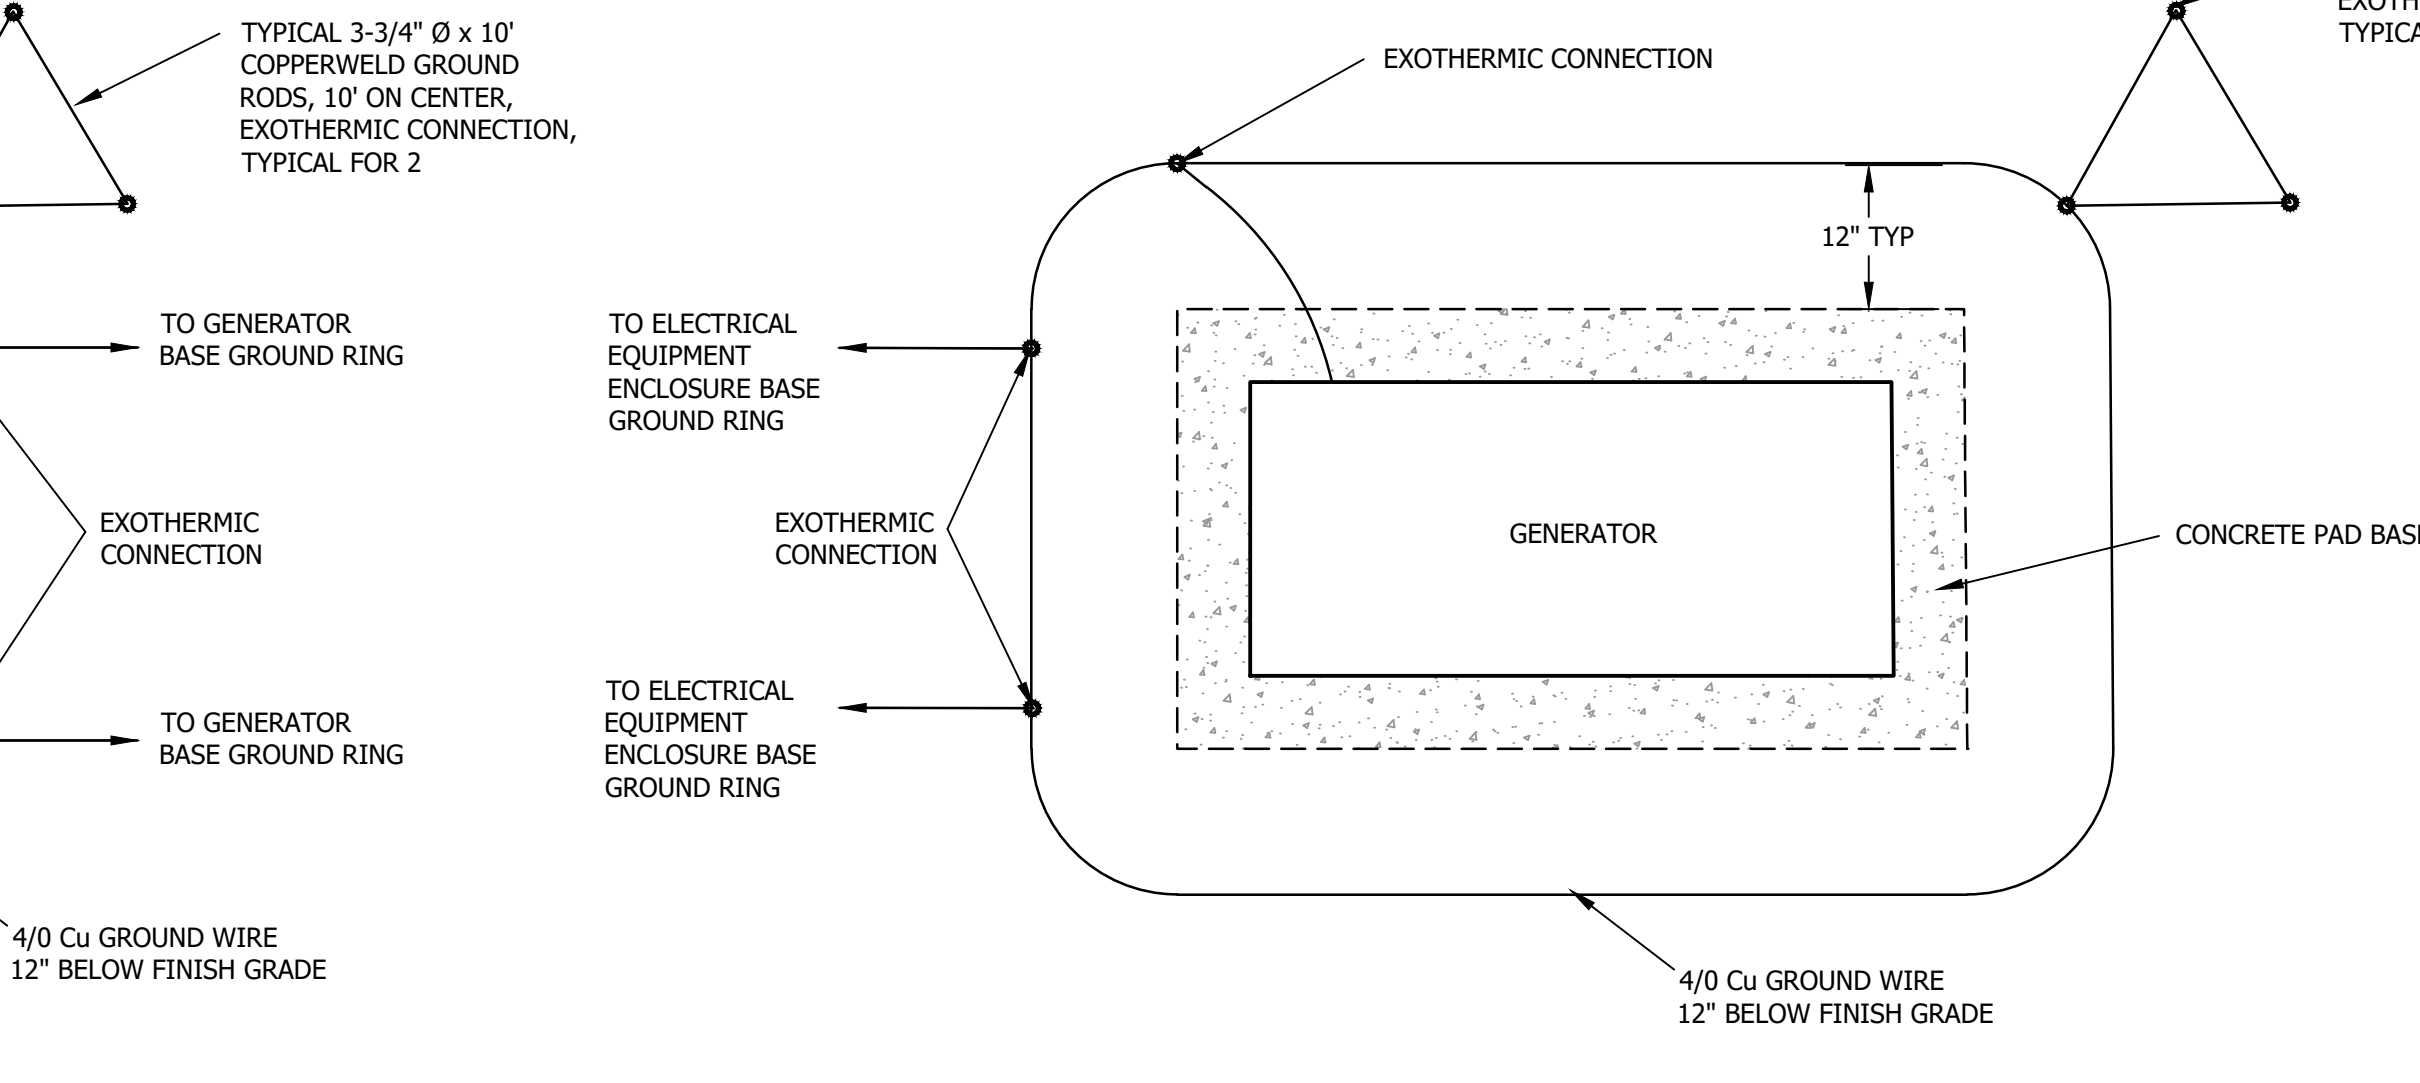 TYPICAL 3-3/4" Ø x 10'
COPPERWELD GROUND
RODS, 10' ON CENTER,
EXOTHERMIC CONNECTION,
TYPICAL FOR 2
TO GENERATOR
BASE GROUND RING
EXOTHERMIC
CONNECTION
TO GENERATOR
BASE GROUND RING
4/0 Cu GROUND WIRE
12" BELOW FINISH GRADE
EXOTHERMIC CONNECTION
12" TYP
TO ELECTRICAL
EQUIPMENT
ENCLOSURE BASE
GROUND RING
EXOTHERMIC
CONNECTION
GENERATOR
CONCRETE PAD
TO ELECTRICAL
EQUIPMENT
ENCLOSURE BASE
GROUND RING
4/0 Cu GROUND WIRE
12" BELOW FINISH GRADE